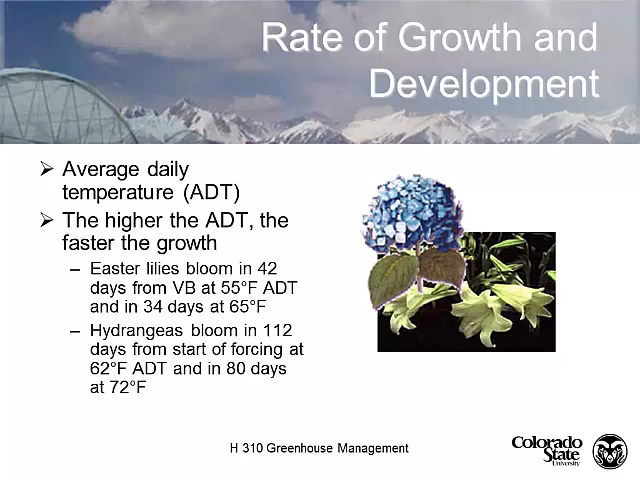 Rate of Growth and
Development
➢ Average daily
temperature (ADT)
➢ The higher the ADT, the
faster the growth
– Easter lilies bloom in 42
days from VB at 55°F ADT
and in 34 days at 65°F
– Hydrangeas bloom in 112
days from start of forcing at
62°F ADT and in 80 days
at 72°F
H 310 Greenhouse Management
Colorado
State
University